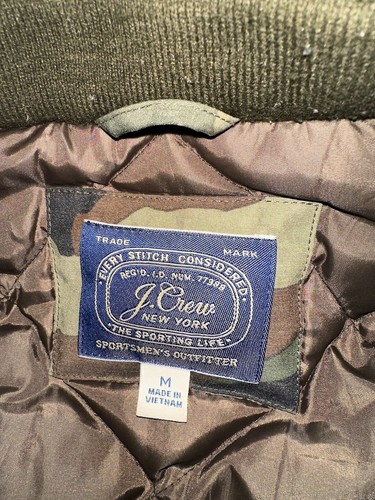 TRADE MARK
EVERY STITCH CONSIDERED
REG'D. I.D. NUM. 77388
J.Crew
NEW YORK
• THE SPORTING LIFE •
SPORTSMEN'S OUTFITTER
M
MADE IN
VIETNAM